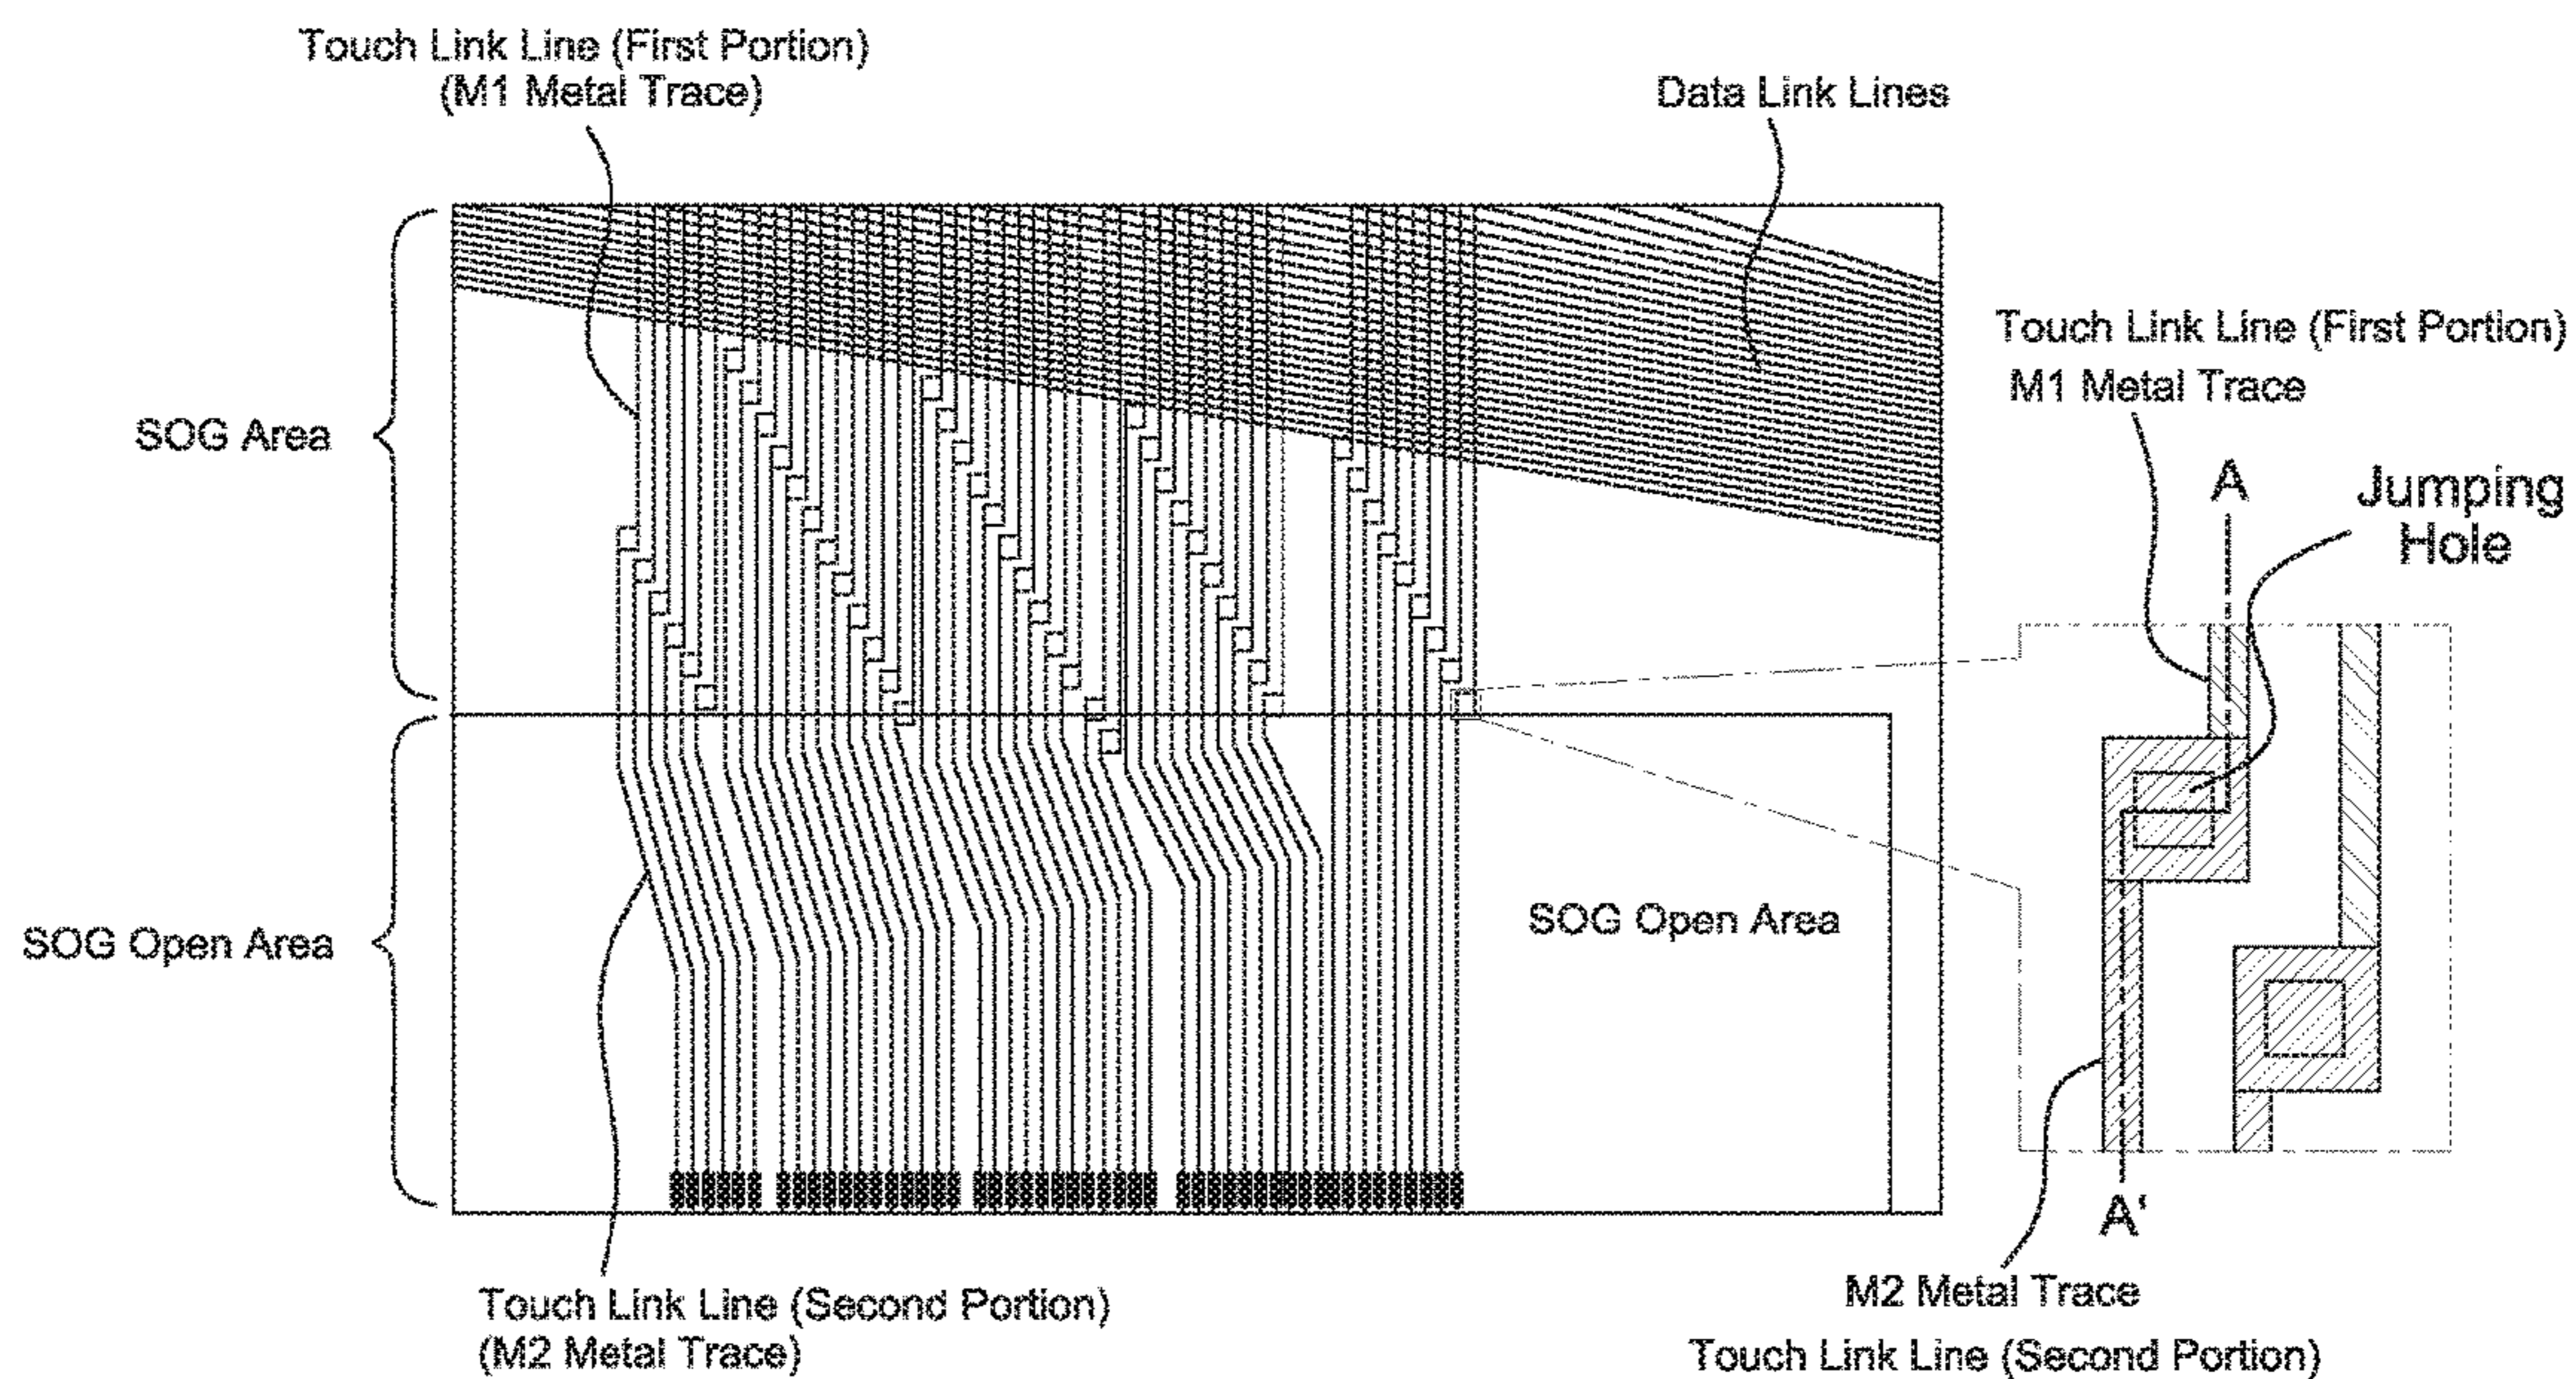 Touch Link Line (First Portion)
(M1 Metal Trace)
Data Link Lines
SOG Area
Touch Link Line (First Portion)
M1 Metal Trace
A
Jumping
Hole
SOG Open Area
SOG Open Area
A'
Touch Link Line (Second Portion)
(M2 Metal Trace)
M2 Metal Trace
Touch Link Line (Second Portion)